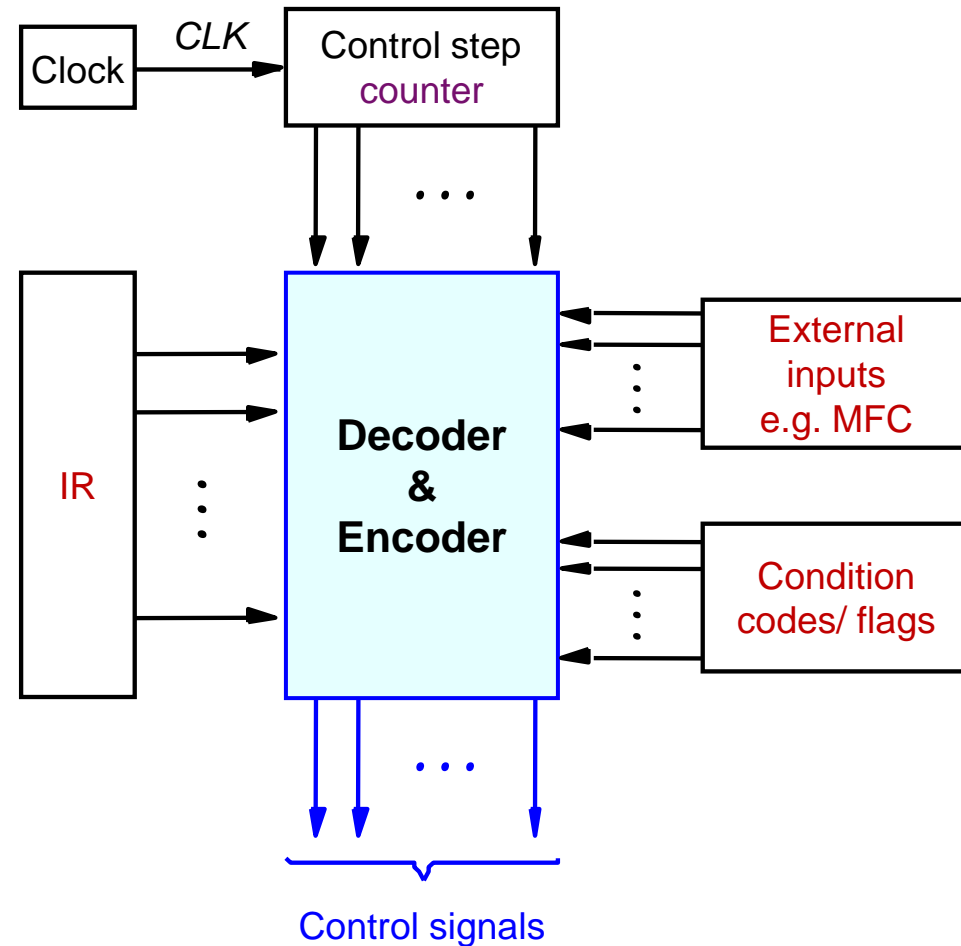 CLK
Clock
Control step
counter
. . .
IR
Decoder
&
Encoder
External
inputs
e.g. MFC
Condition
codes/ flags
. . .
Control signals